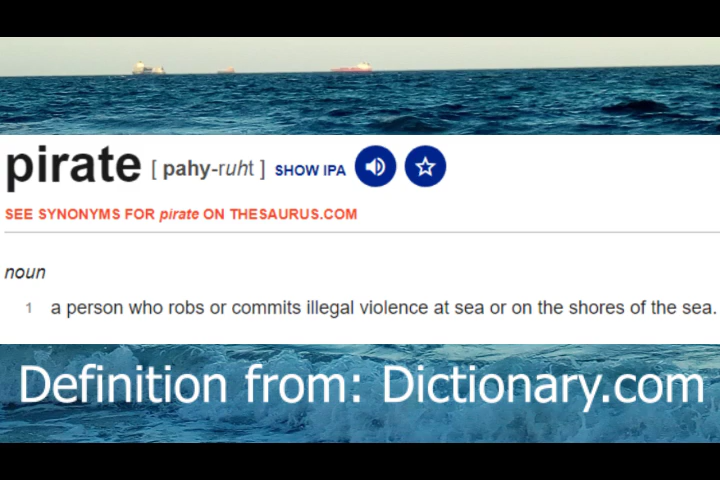 pirate [ pahy-ruht ] SHOW IPA
SEE SYNONYMS FOR pirate ON THESAURUS.COM
noun
1 a person who robs or commits illegal violence at sea or on the shores of the sea.
Definition from: Dictionary.com